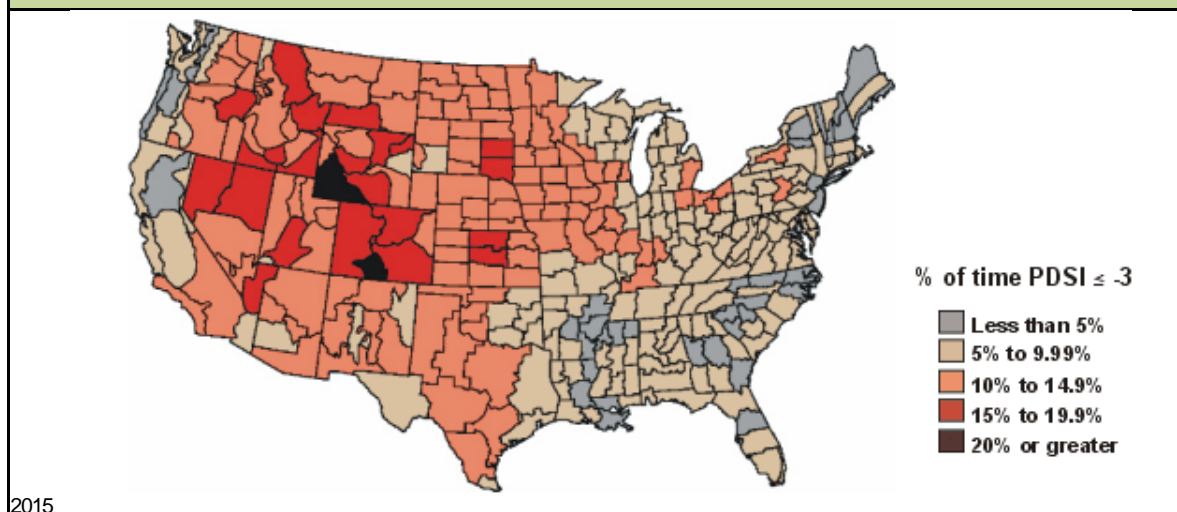 % of time PDSI ≤ -3
Less than 5%
5% to 9.99%
10% to 14.9%
15% to 19.9%
20% or greater
2015